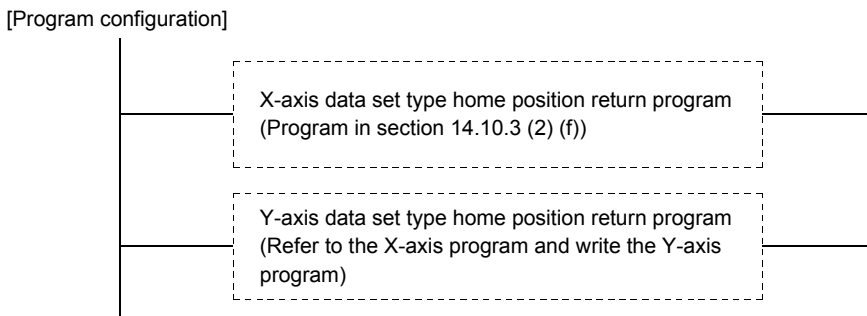 [Program configuration]
X-axis data set type home position return program
(Program in section 14.10.3 (2) (f))
Y-axis data set type home position return program
(Refer to the X-axis program and write the Y-axis
program)